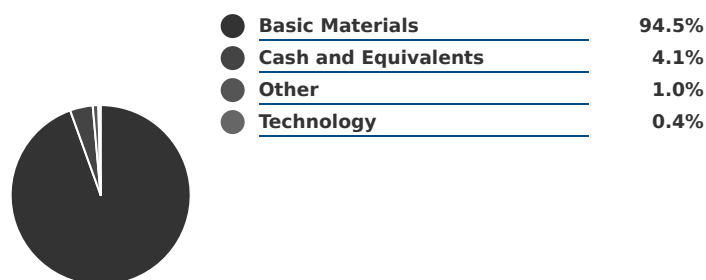 Basic Materials 94.5%
Cash and Equivalents 4.1%
Other 1.0%
Technology 0.4%